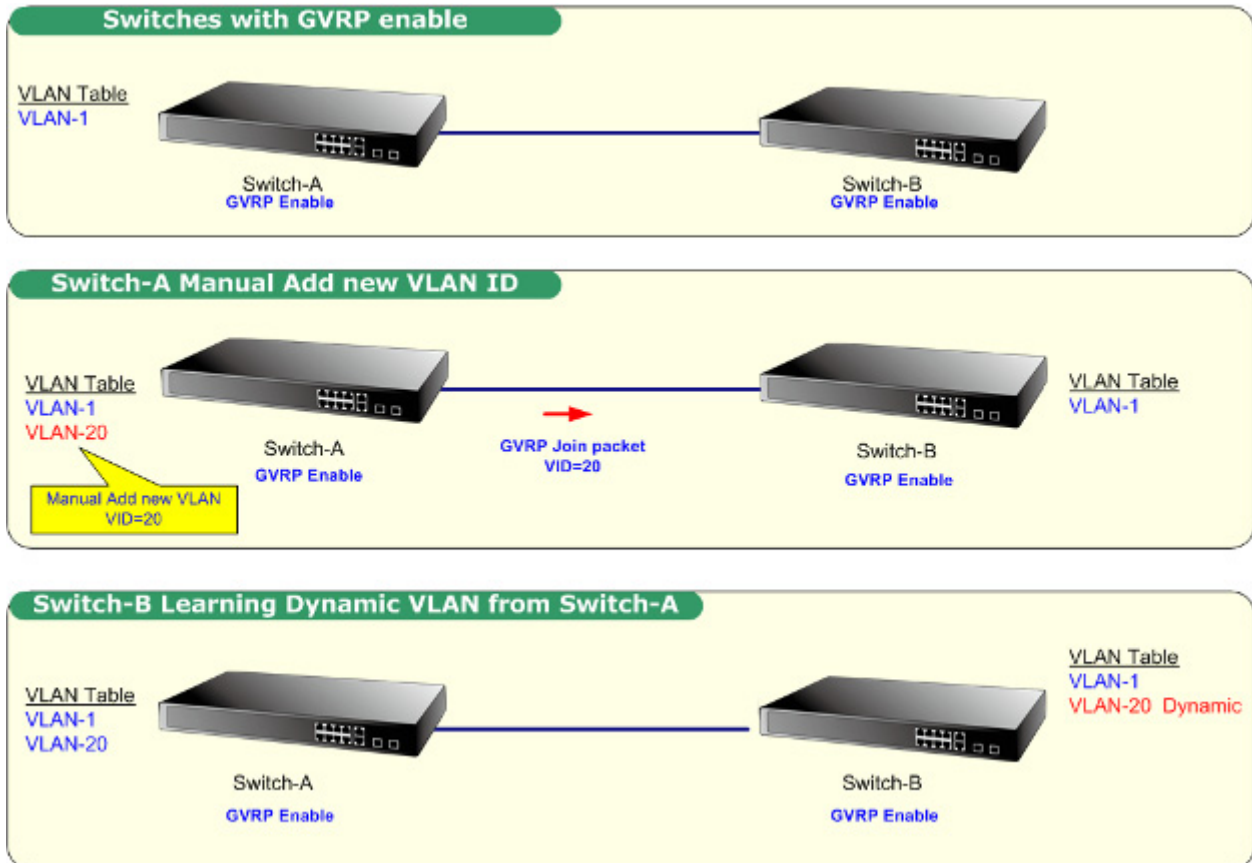 Switches with GVRP enable
VLAN Table
VLAN-1
Switch-A
GVRP Enable
Switch-B
GVRP Enable
Switch-A Manual Add new VLAN ID
VLAN Table
VLAN-1
VLAN-20
Manual Add new VLAN
VID=20
Switch-A
GVRP Enable
GVRP Join packet
VID=20
Switch-B
GVRP Enable
VLAN Table
VLAN-1
Switch-B Learning Dynamic VLAN from Switch-A
VLAN Table
VLAN-1
VLAN-20
Switch-A
GVRP Enable
Switch-B
GVRP Enable
VLAN Table
VLAN-1
VLAN-20 Dynamic